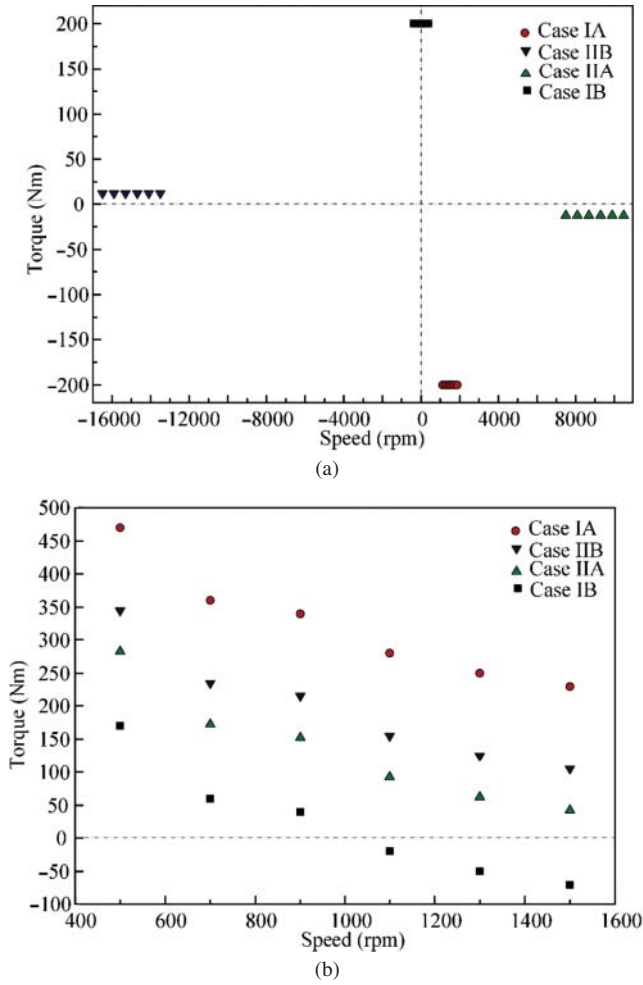 200
150
100
50
0
-50
-100
-150
-200
Torque (Nm)
Case IA
Case IIB
Case IIA
Case IB
-16000 -12000 -8000 -4000 0 4000 8000
Speed (rpm)
(a)
500
450
400
350
300
250
200
150
100
50
0
-50
-100
Torque (Nm)
Case IA
Case IIB
Case IIA
Case IB
400 600 800 1000 1200 1400 1600
Speed (rpm)
(b)